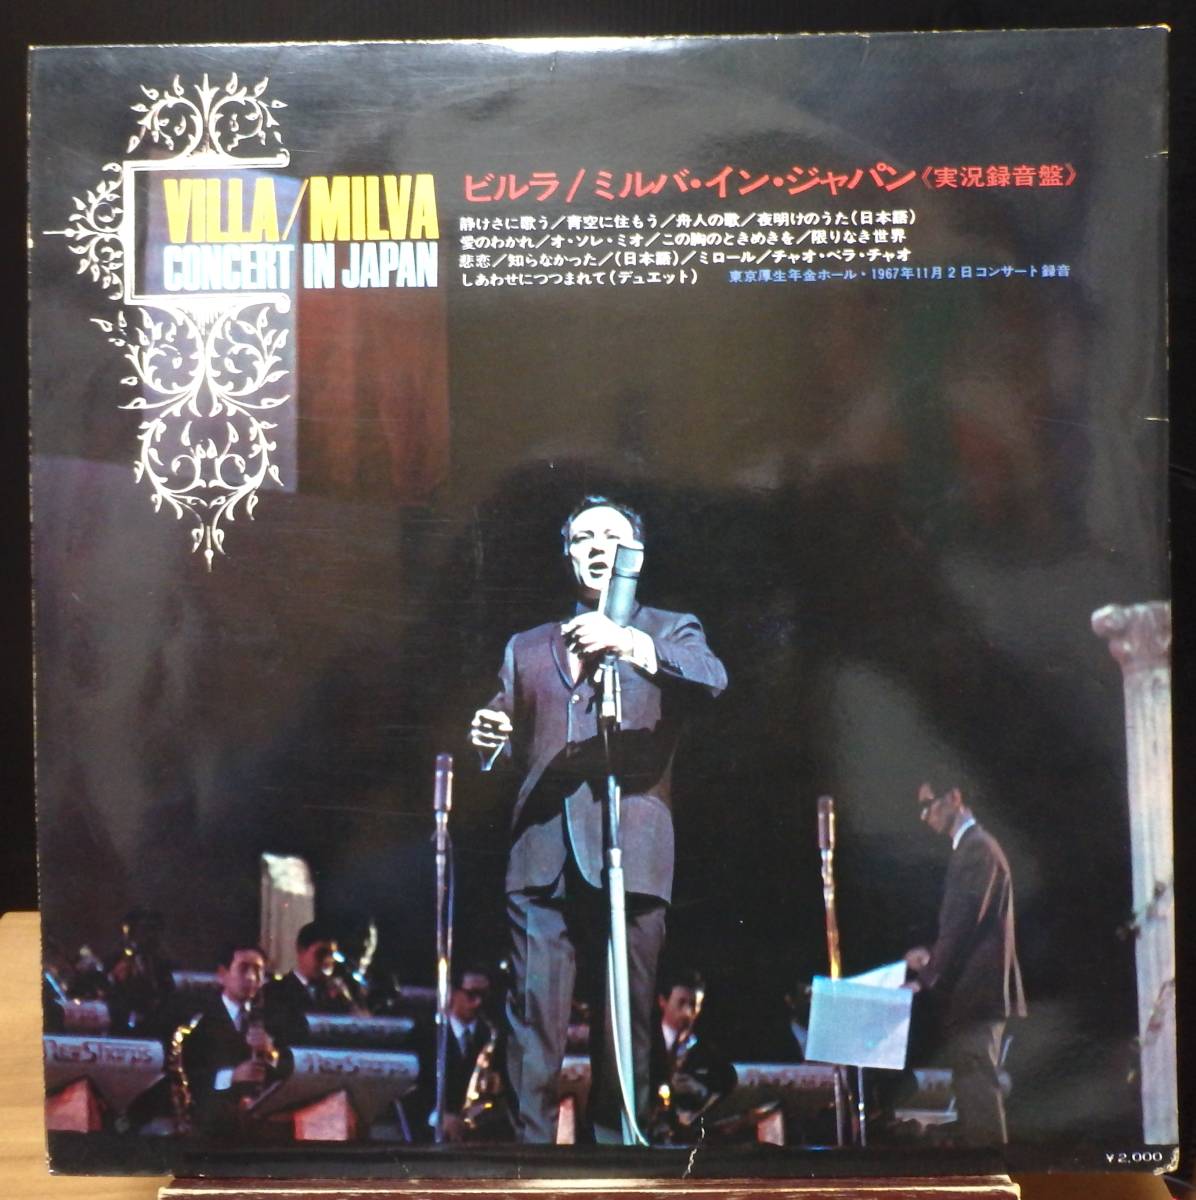 VILLA/MILVA
CONCERT IN JAPAN
ビルラ/ミルバ・イン・ジャパン《実況録音盤》
静けさに歌う/青空に住もう/舟人の歌/夜明けのうた(日本語)
愛のわかれ/オ・ソレ・ミオ/この胸のときめきを/限りなき世界
悲恋/知らなかった/(日本語)/ミロール/チャオ・ベラ・チャオ
しあわせにつつまれて(デュエット)
東京厚生年金ホール・1967年11月2日コンサート録音
New Sharps
New Sharps
¥2,000